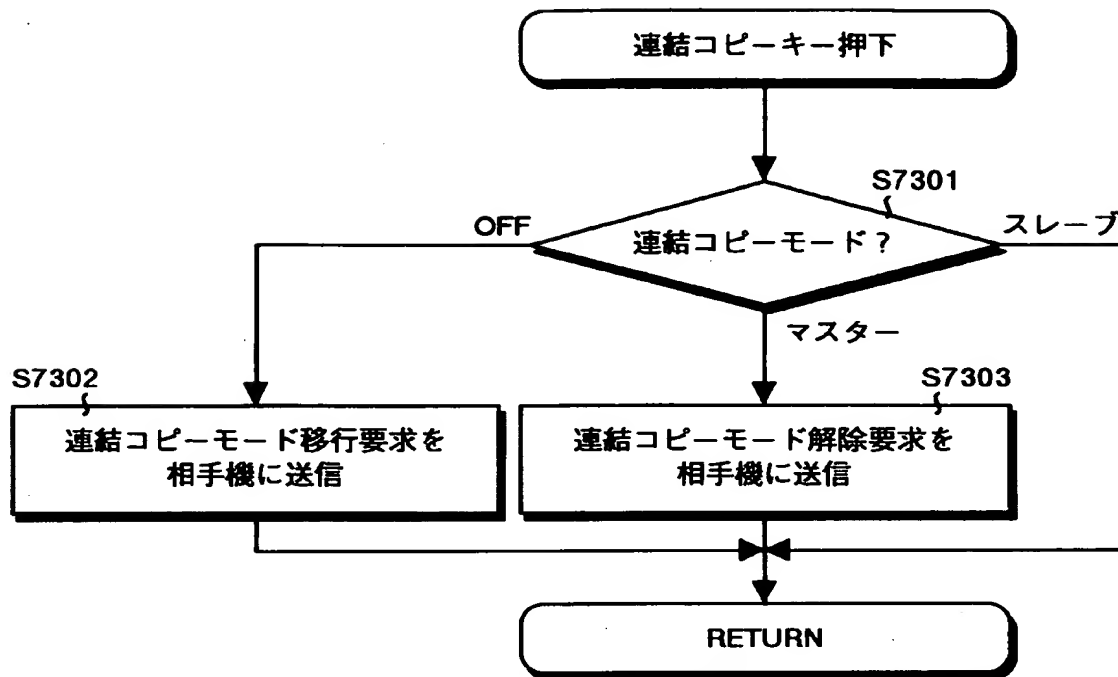 連結コピーキー押下
S7301
OFF
連結コピーモード？
スレーブ
マスター
S7302
S7303
連結コピーモード移行要求を
相手機に送信
連結コピーモード解除要求を
相手機に送信
RETURN